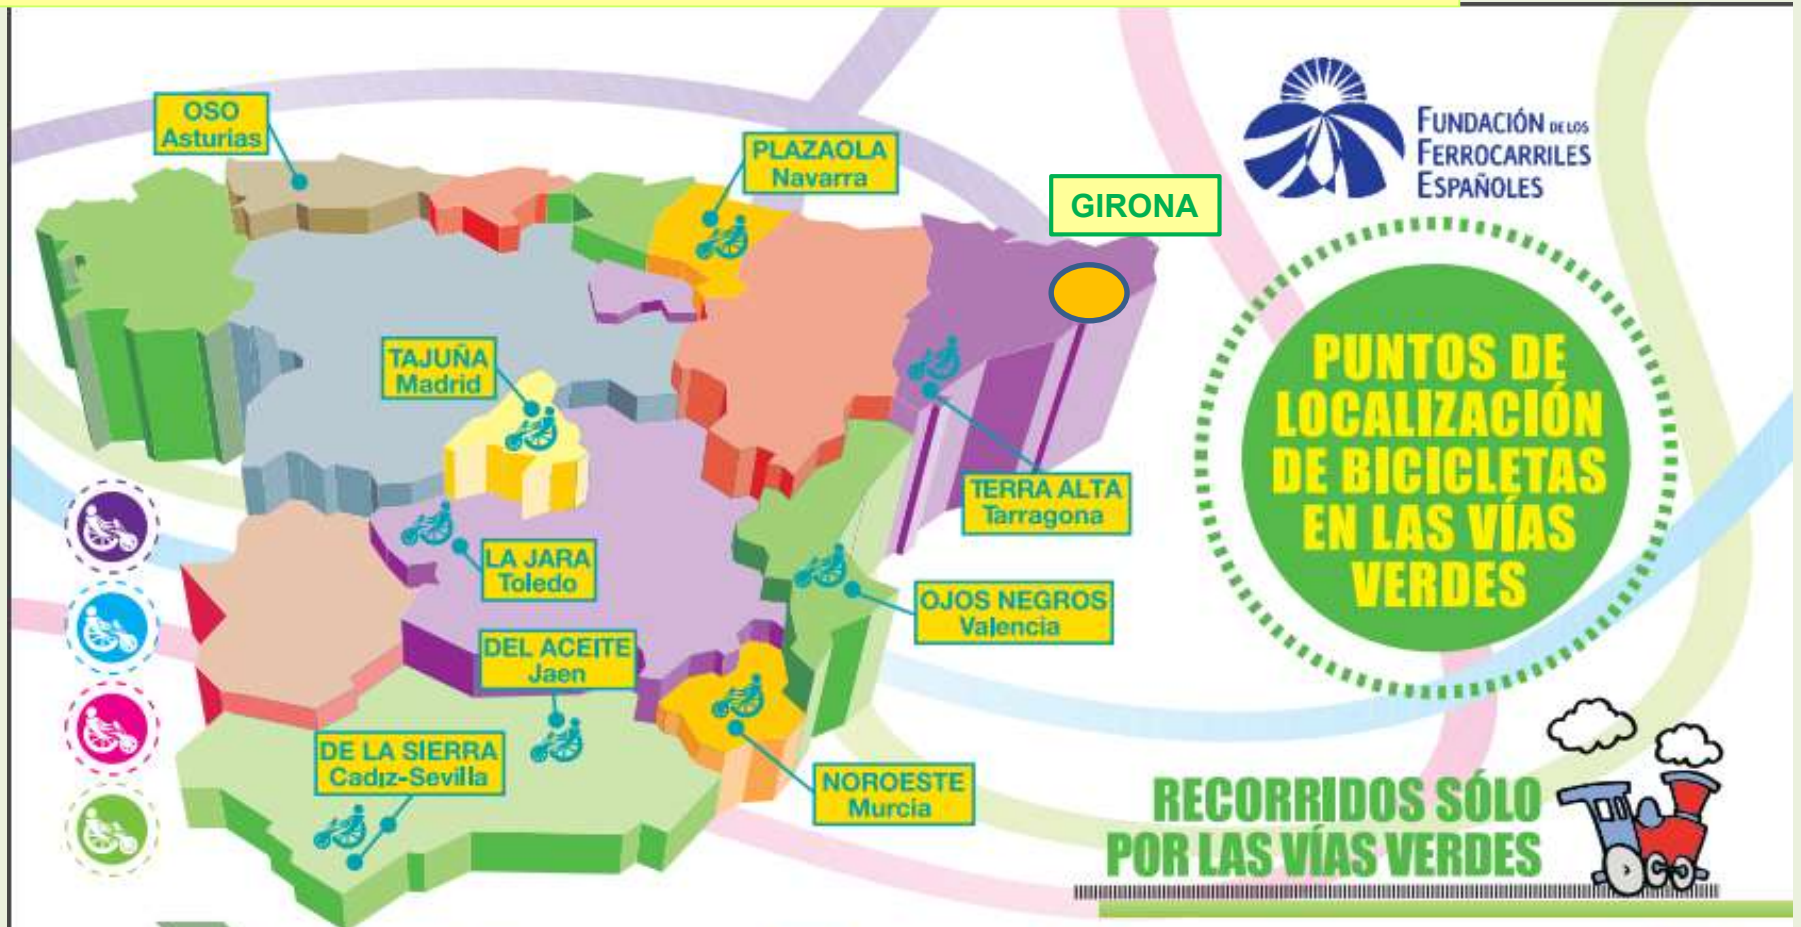 OSO
Asturias
PLAZAOLA
Navarra
GIRONA
FUNDACIÓN DE LOS
FERROCARRILES
ESPAÑOLES
TAJUÑA
Madrid
PUNTOS DE
LOCALIZACIÓN
DE BICICLETAS
EN LAS VÍAS
VERDES
TERRA ALTA
Tarragona
LA JARA
Toledo
OJOS NEGROS
Valencia
DEL ACEITE
Jaen
DE LA SIERRA
Cadiz-Sevilla
NOROESTE
Murcia
RECORRIDOS SÓLO
POR LAS VÍAS VERDES